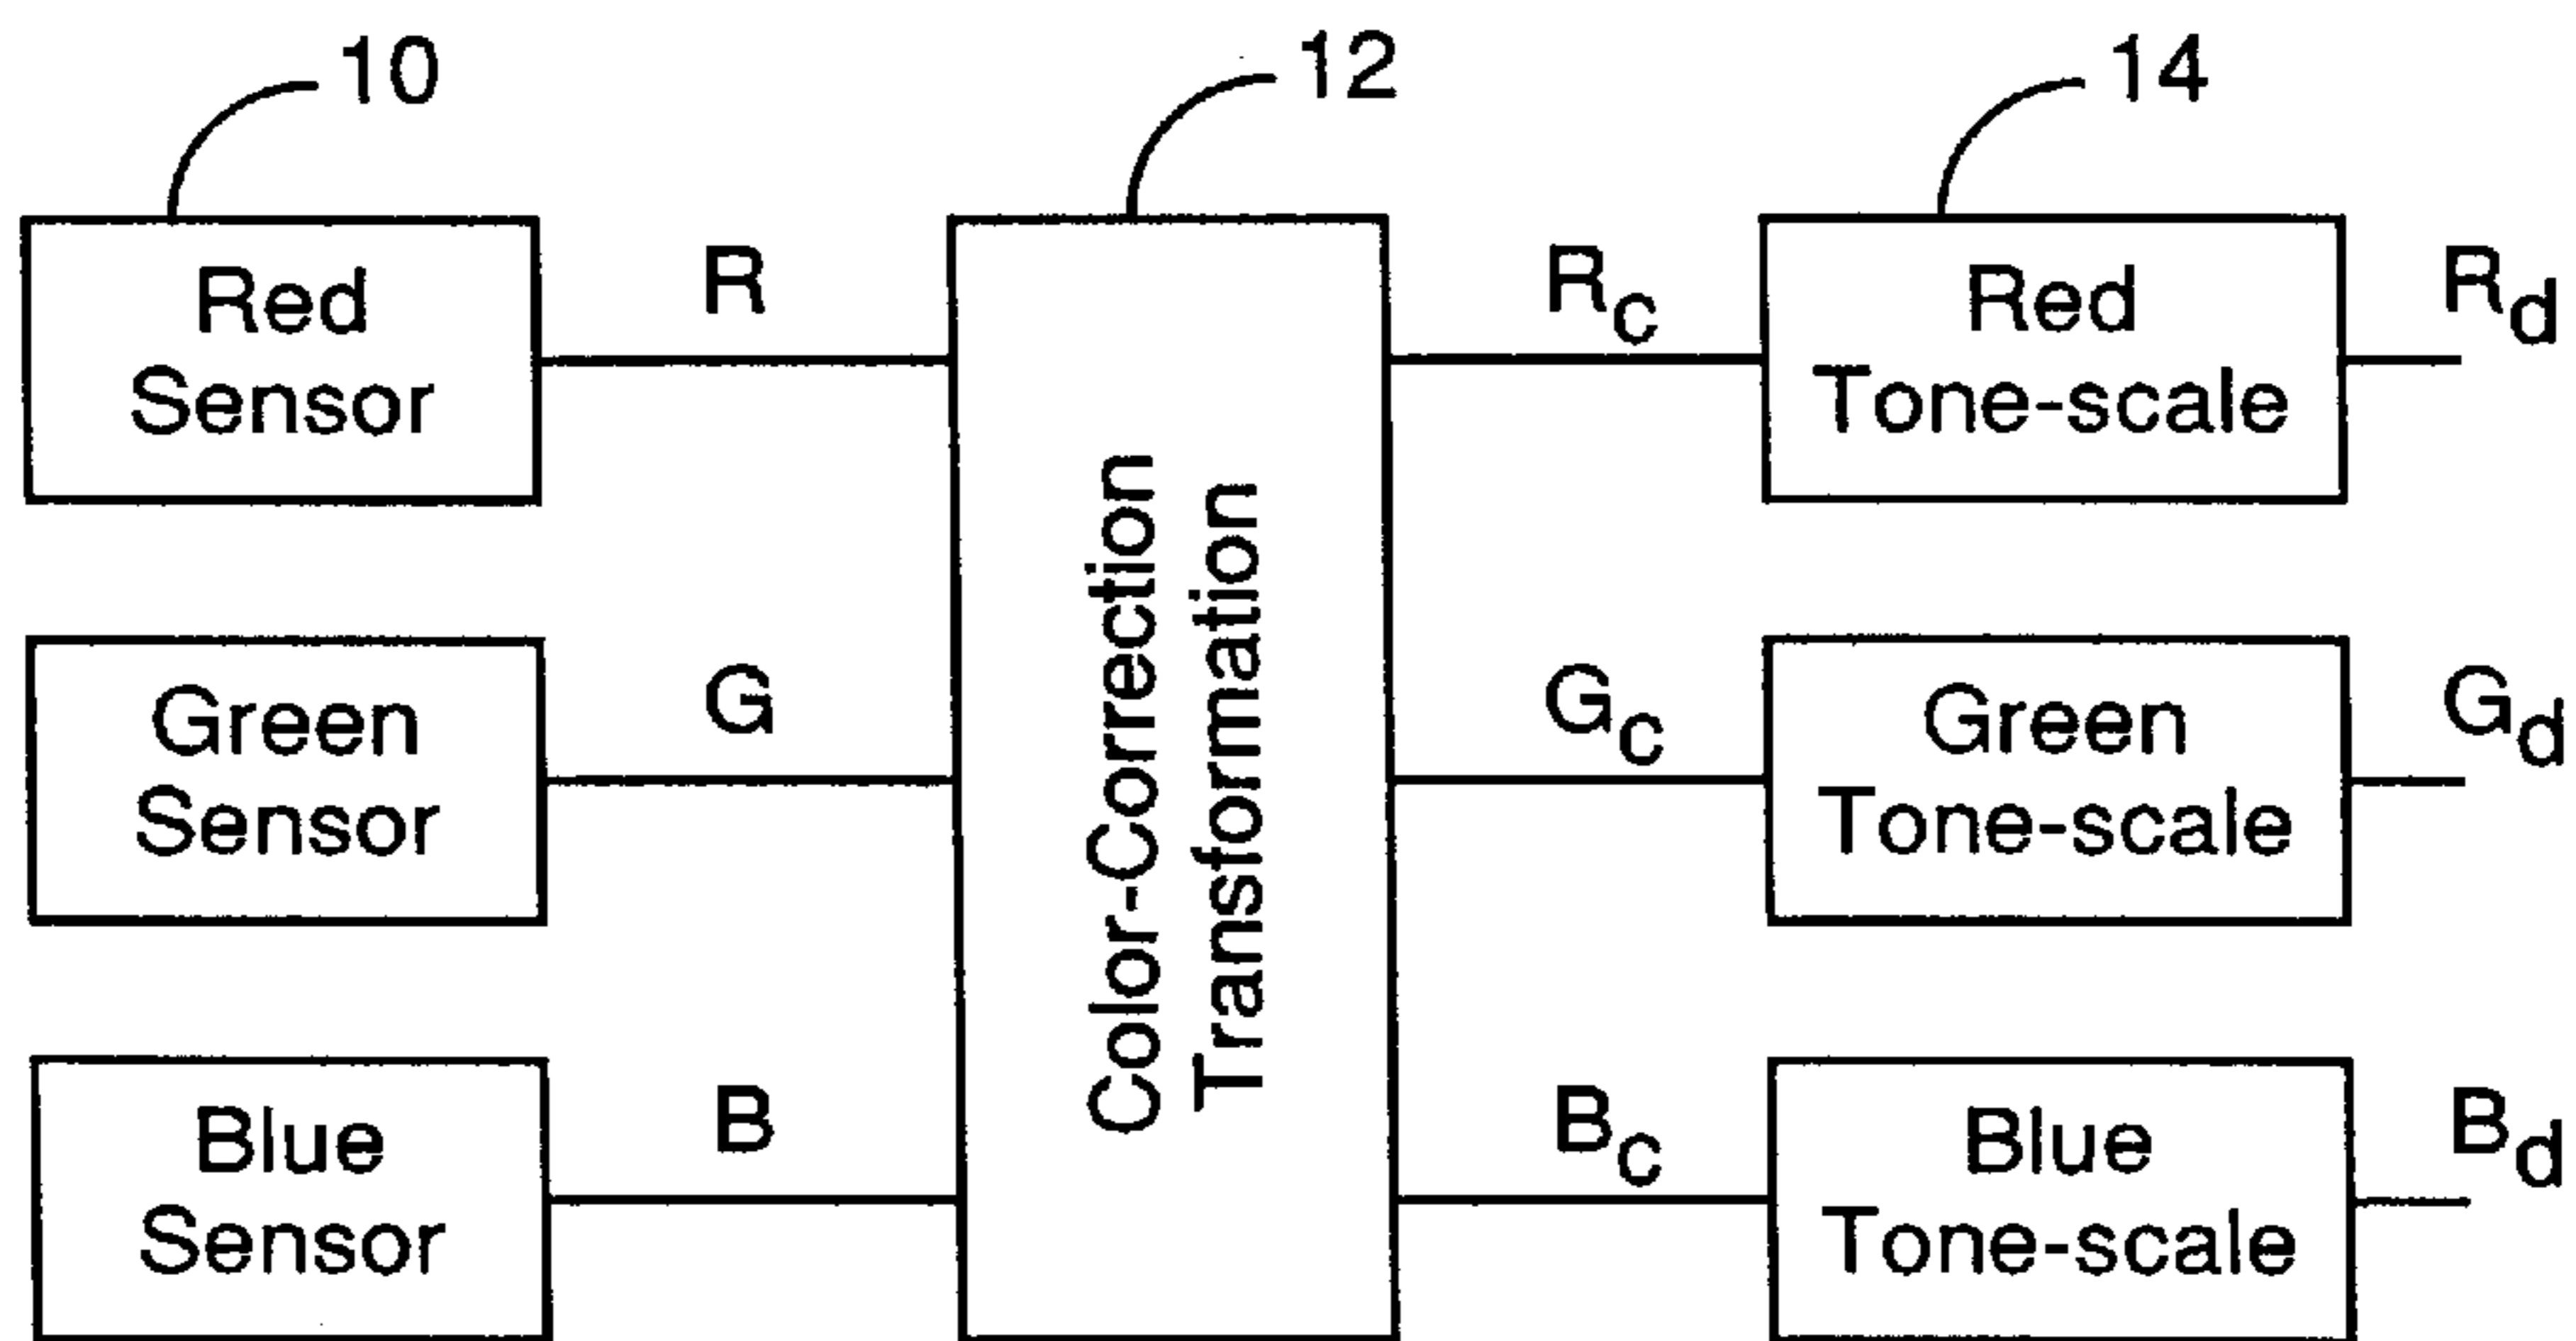 10
12
14
Red
Sensor
R
Color-Correction
Transformation
Rc
Red
Tone-scale
Rd
Green
Sensor
G
Gc
Green
Tone-scale
Gd
Blue
Sensor
B
Bc
Blue
Tone-scale
Bd